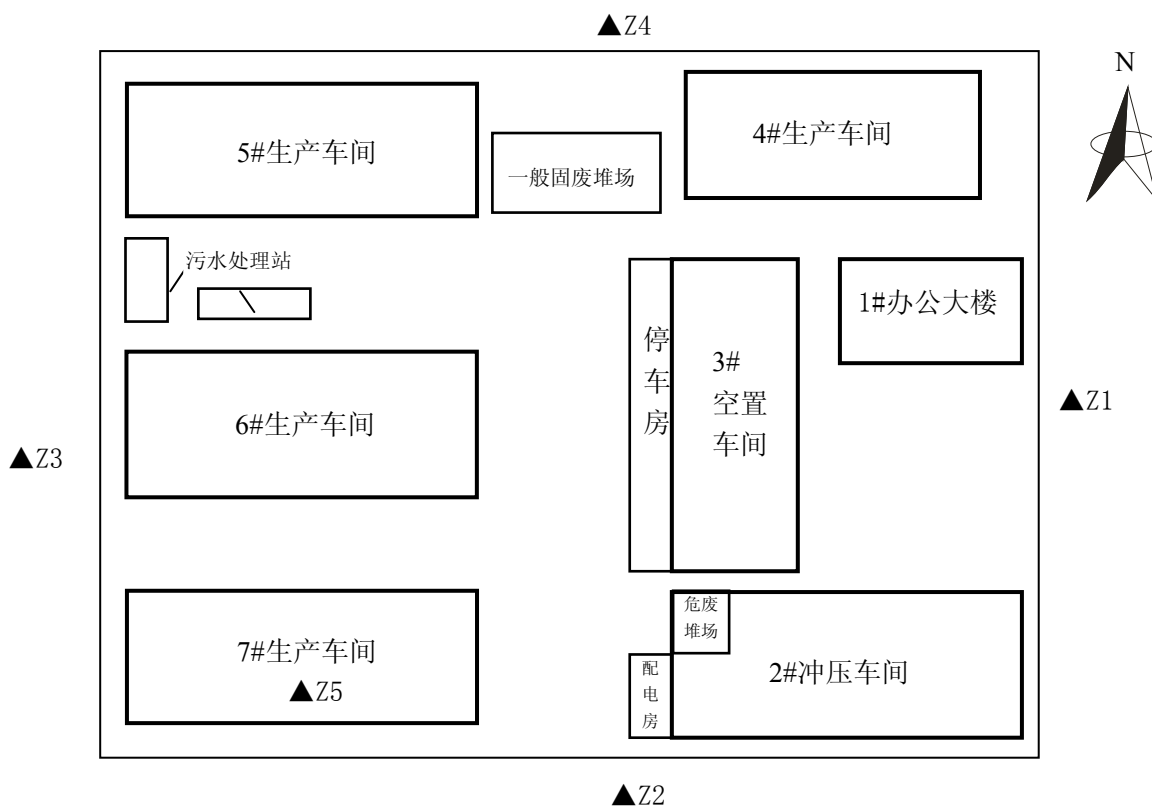 ▲Z4
N
5#生产车间
4#生产车间
一般固废堆场
污水处理站
1#办公大楼
停
车
房
3#
空置
车间
▲Z1
6#生产车间
▲Z3
危废
堆场
7#生产车间
▲Z5
配
电
房
2#冲压车间
▲Z2